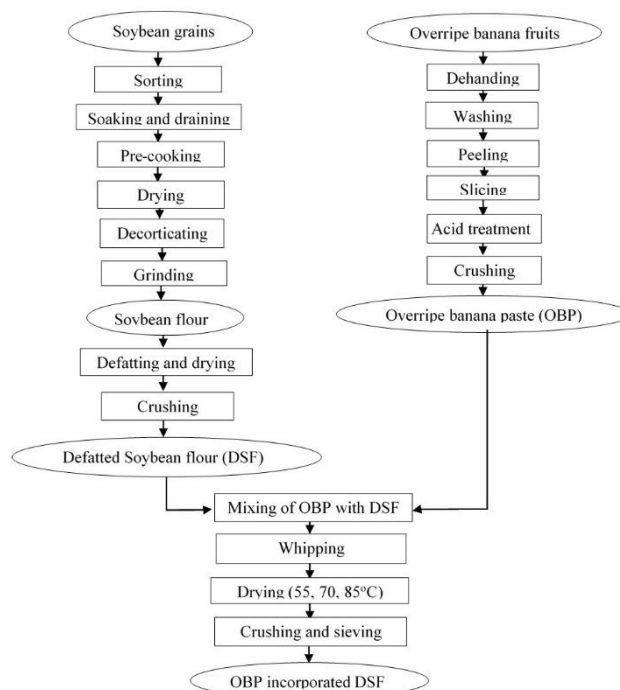 Soybean grains
Sorting
Soaking and draining
Pre-cooking
Drying
Decorticating
Grinding
Sovbean flour
Defatting and drying
Crushing
Defatted Soybean flour (DSF)
Overripe banana fruits
Dehanding
Washing
Peeling
Slicing
Acid treatment
Crushing
Overripe banana paste (OBP)
Mixing of OBP with DSF
Whipping
Drying (55, 70, 85°C)
Crushing and sieving
OBP incorporated DSF